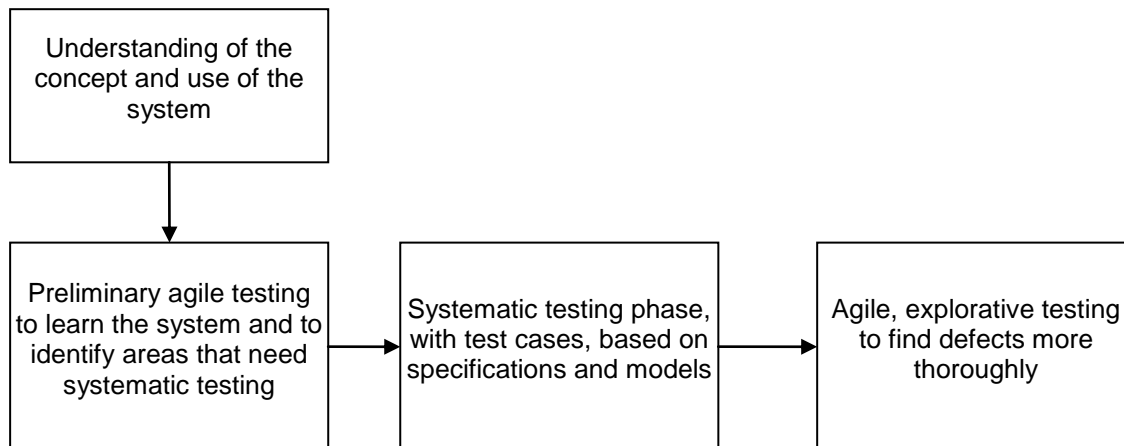 Understanding of the
concept and use of the
system
Preliminary agile testing
to learn the system and to
identify areas that need
systematic testing
Systematic testing phase,
with test cases, based on
specifications and models
Agile, explorative testing
to find defects more
thoroughly